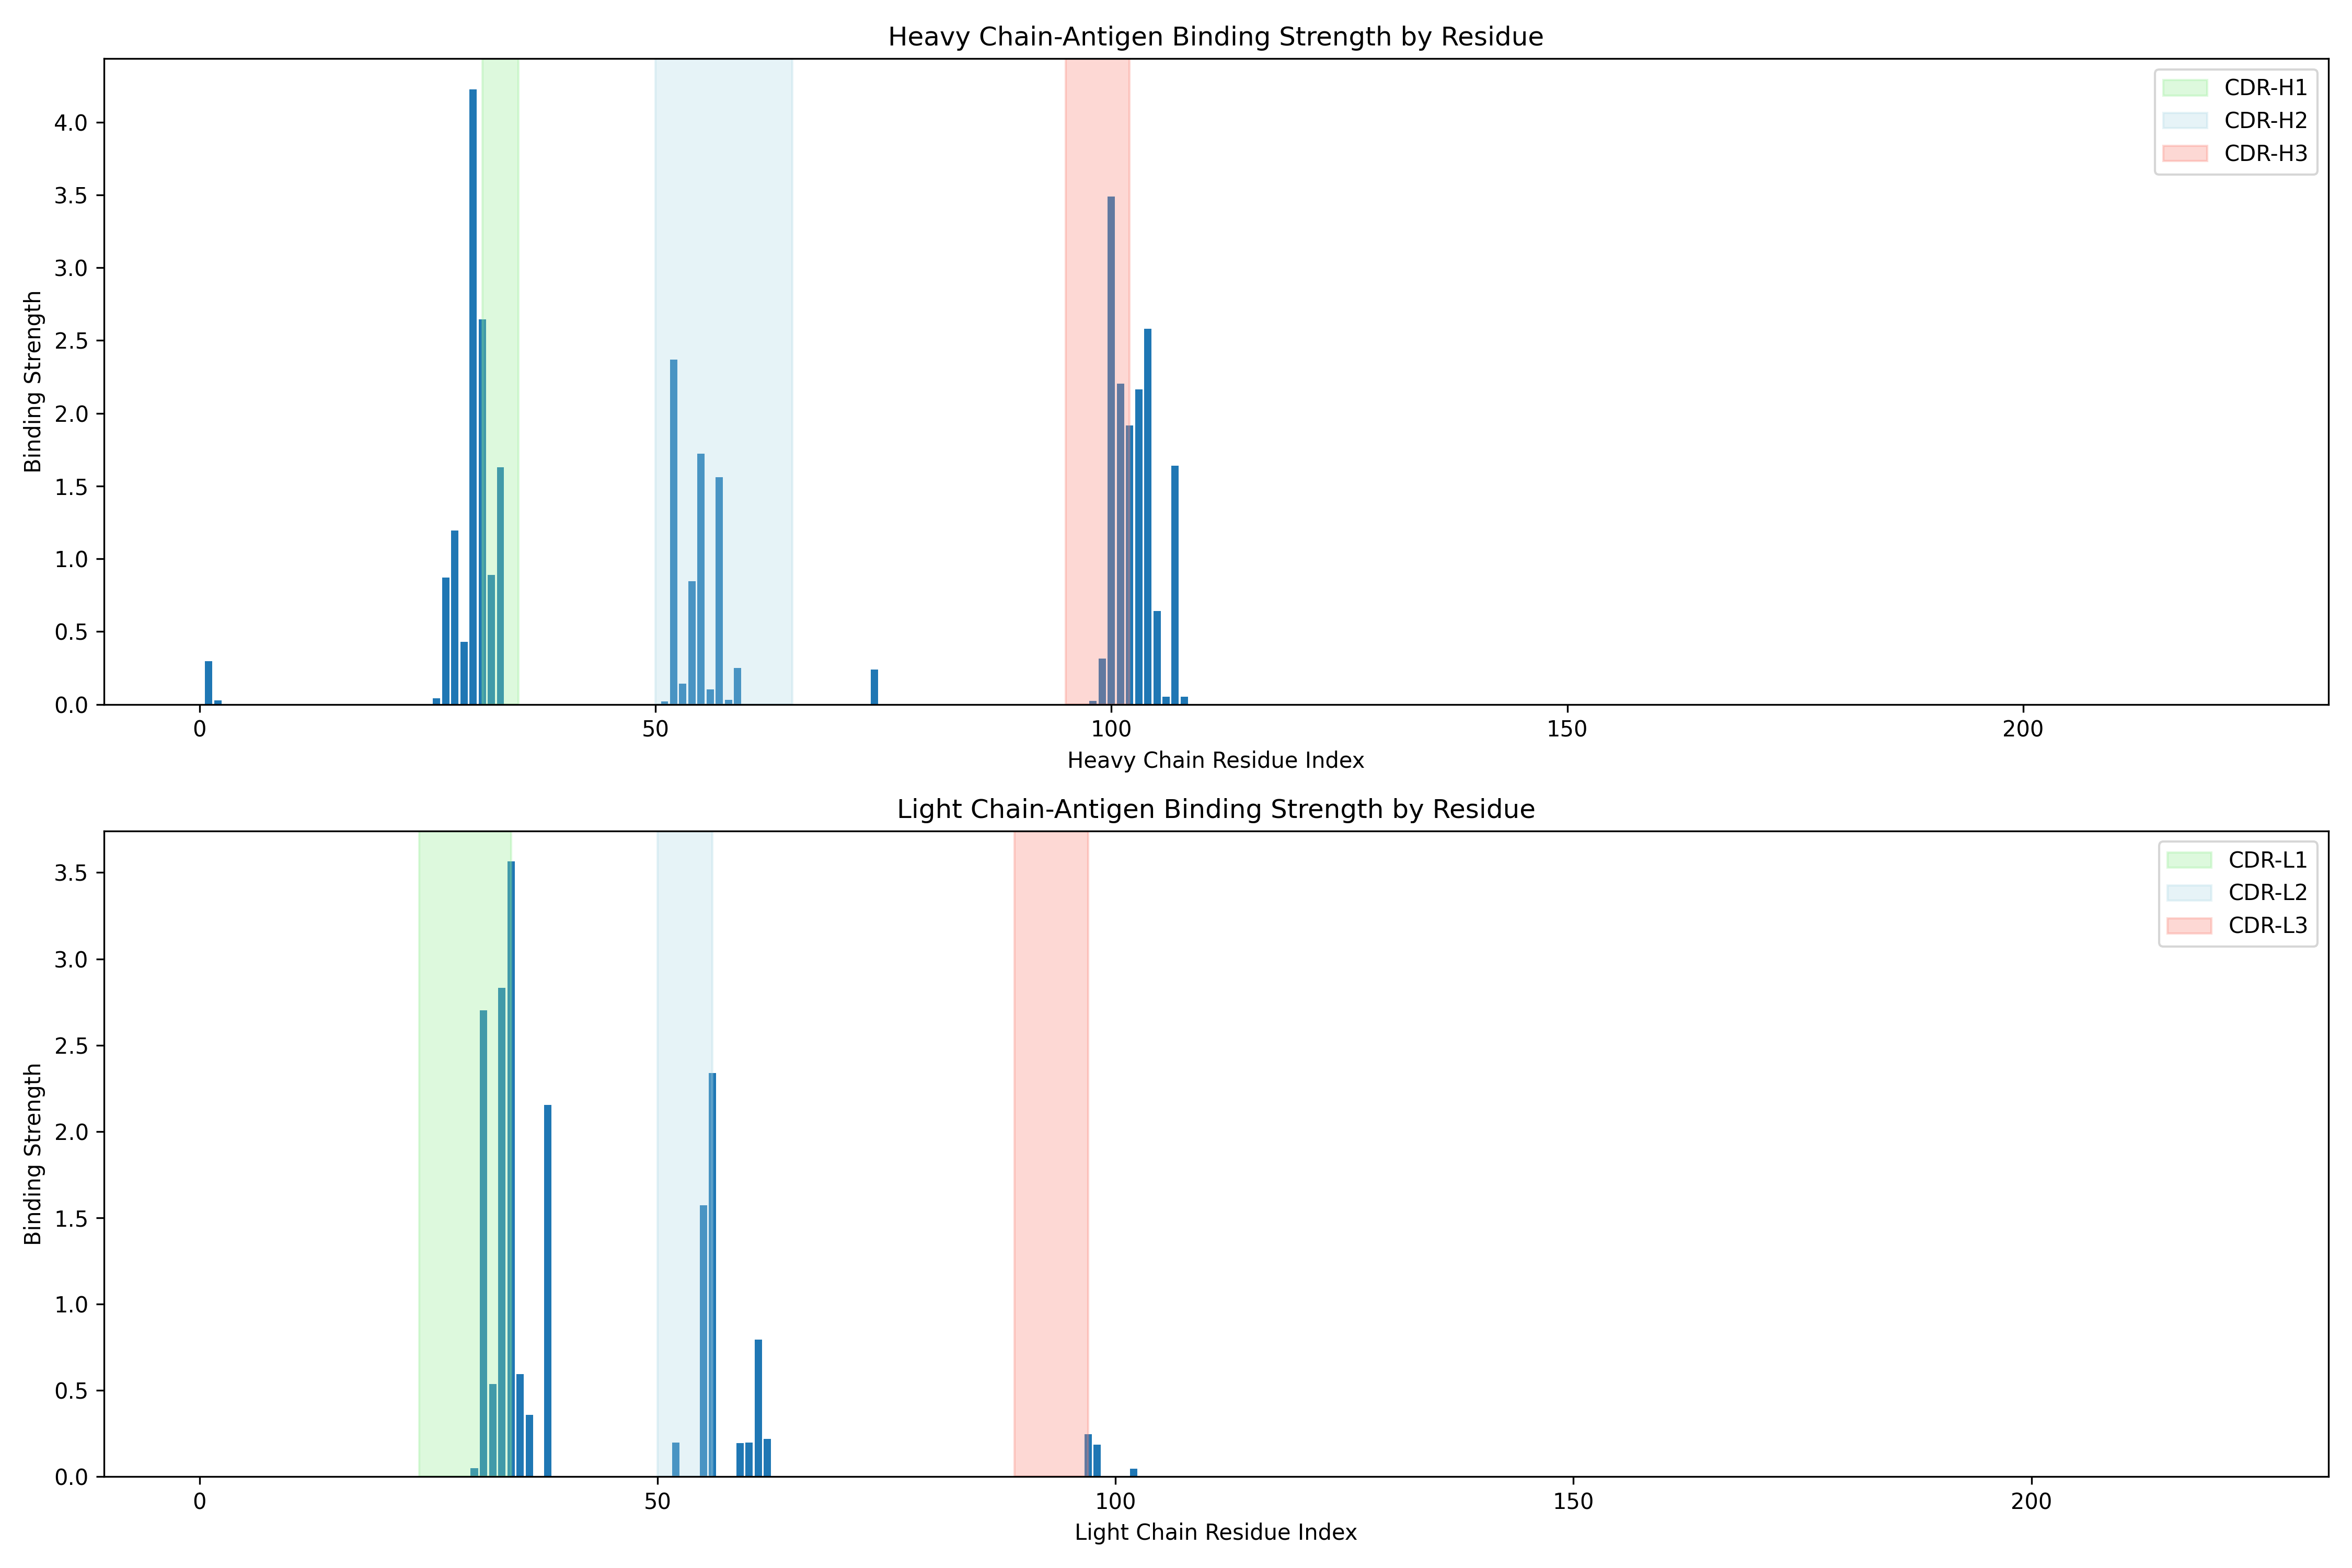 Heavy Chain-Antigen Binding Strength by Residue
Binding Strength
4.0
3.5
3.0
2.5
2.0
1.5
1.0
0.5
0.0
CDR-H1
CDR-H2
CDR-H3
0 50 100 150 200
Heavy Chain Residue Index
Light Chain-Antigen Binding Strength by Residue
Binding Strength
3.5
3.0
2.5
2.0
1.5
1.0
0.5
0.0
CDR-L1
CDR-L2
CDR-L3
0 50 100 150 200
Light Chain Residue Index